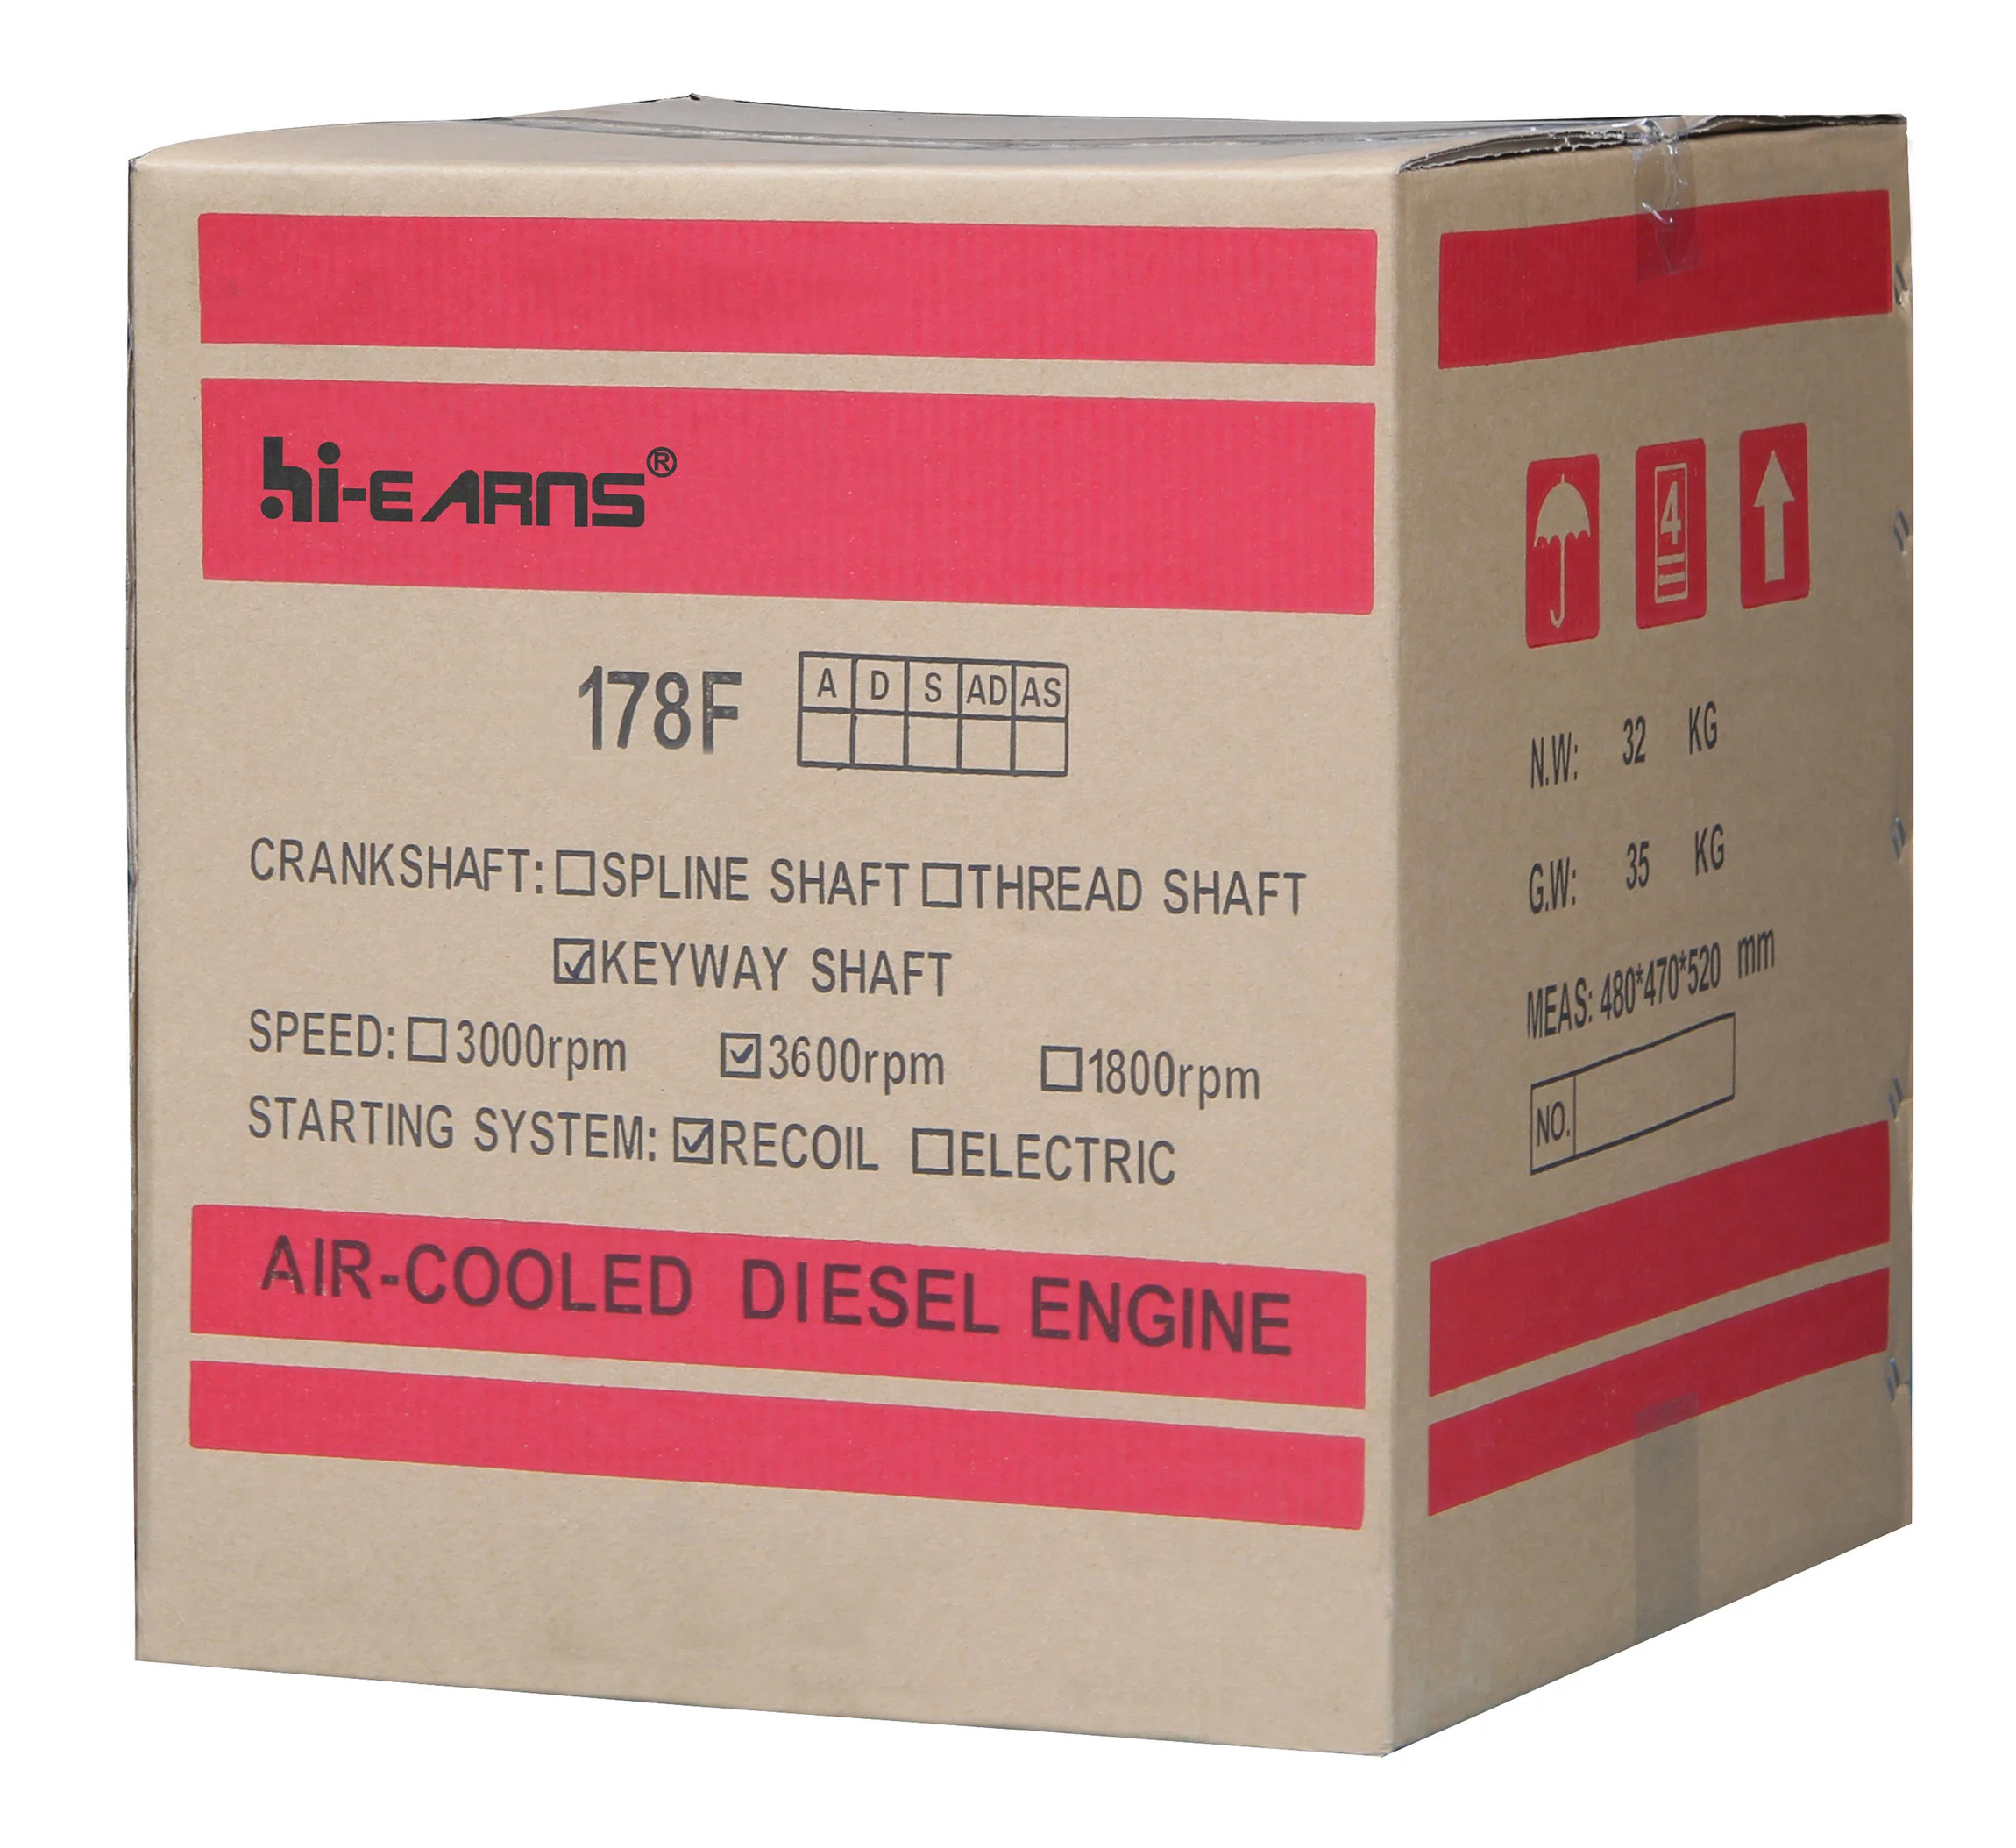 hi-EARNS®
178F A D S AD AS
CRANKSHAFT: ☐SPLINE SHAFT ☐THREAD SHAFT
☑KEYWAY SHAFT
SPEED: ☐3000rpm ☑3600rpm ☐1800rpm
STARTING SYSTEM: ☑RECOIL ☐ELECTRIC
AIR-COOLED DIESEL ENGINE
4
N.W: 32 KG
G.W: 35 KG
MEAS: 480*470*520 mm
NO.